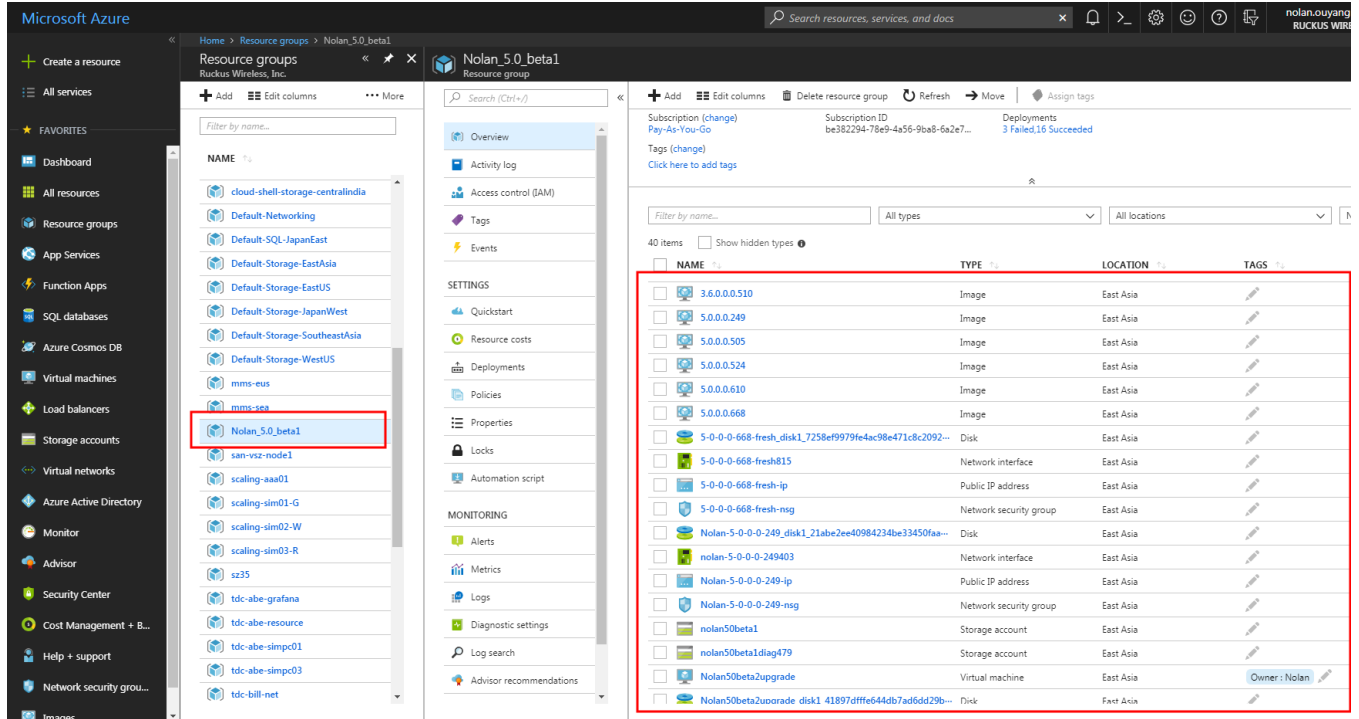 Microsoft Azure
Search resources, services, and docs
nolan.ouyang
RUCKUS WIRE
Create a resource
All services
FAVORITES
Dashboard
All resources
Resource groups
App Services
Function Apps
SQL databases
Azure Cosmos DB
Virtual machines
Load balancers
Storage accounts
Virtual networks
Azure Active Directory
Monitor
Advisor
Security Center
Cost Management + B...
Help + support
Network security grou...
Images
Home > Resource groups > Nolan_5.0_beta1
Resource groups
Ruckus Wireless, Inc.
Add Edit columns More
Filter by name...
NAME
cloud-shell-storage-centralindia
Default-Networking
Default-SQL-JapanEast
Default-Storage-EastAsia
Default-Storage-EastUS
Default-Storage-JapanWest
Default-Storage-SoutheastAsia
Default-Storage-WestUS
mms-eus
mms-sea
Nolan_5.0_beta1
san-vsz-node1
scaling-aaa01
scaling-sim01-G
scaling-sim02-W
scaling-sim03-R
sz35
tdc-abe-grafana
tdc-abe-resource
tdc-abe-simpc01
tdc-abe-simpc03
tdc-bill-net
Nolan_5.0_beta1
Resource group
Search (Ctrl+/)
Overview
Activity log
Access control (IAM)
Tags
Events
SETTINGS
Quickstart
Resource costs
Deployments
Policies
Properties
Locks
Automation script
MONITORING
Alerts
Metrics
Logs
Diagnostic settings
Log search
Advisor recommendations
Add Edit columns Delete resource group Refresh Move Assign tags
Subscription (change) Subscription ID Deployments
Pay-As-You-Go be382294-78e9-4a56-9ba8-6a2e7... 3 Failed,16 Succeeded
Tags (change)
Click here to add tags
Filter by name... All types All locations N
40 items Show hidden types
NAME TYPE LOCATION TAGS
3.6.0.0.0.510 Image East Asia
5.0.0.0.249 Image East Asia
5.0.0.0.505 Image East Asia
5.0.0.0.524 Image East Asia
5.0.0.0.610 Image East Asia
5.0.0.0.668 Image East Asia
5-0-0-0-668-fresh_disk1_7258ef9979fe4ac98e471c8c2092··· Disk East Asia
5-0-0-0-668-fresh815 Network interface East Asia
5-0-0-0-668-fresh-ip Public IP address East Asia
5-0-0-0-668-fresh-nsg Network security group East Asia
Nolan-5-0-0-0-249_disk1_21abe2ee40984234be33450faa··· Disk East Asia
nolan-5-0-0-0-249403 Network interface East Asia
Nolan-5-0-0-0-249-ip Public IP address East Asia
Nolan-5-0-0-0-249-nsg Network security group East Asia
nolan50beta1 Storage account East Asia
nolan50beta1diag479 Storage account East Asia
Nolan50beta2upgrade Virtual machine East Asia Owner : Nolan
Nolan50beta2upgrade_disk1_41897dfffe644db7ad6dd29b··· Disk East Asia